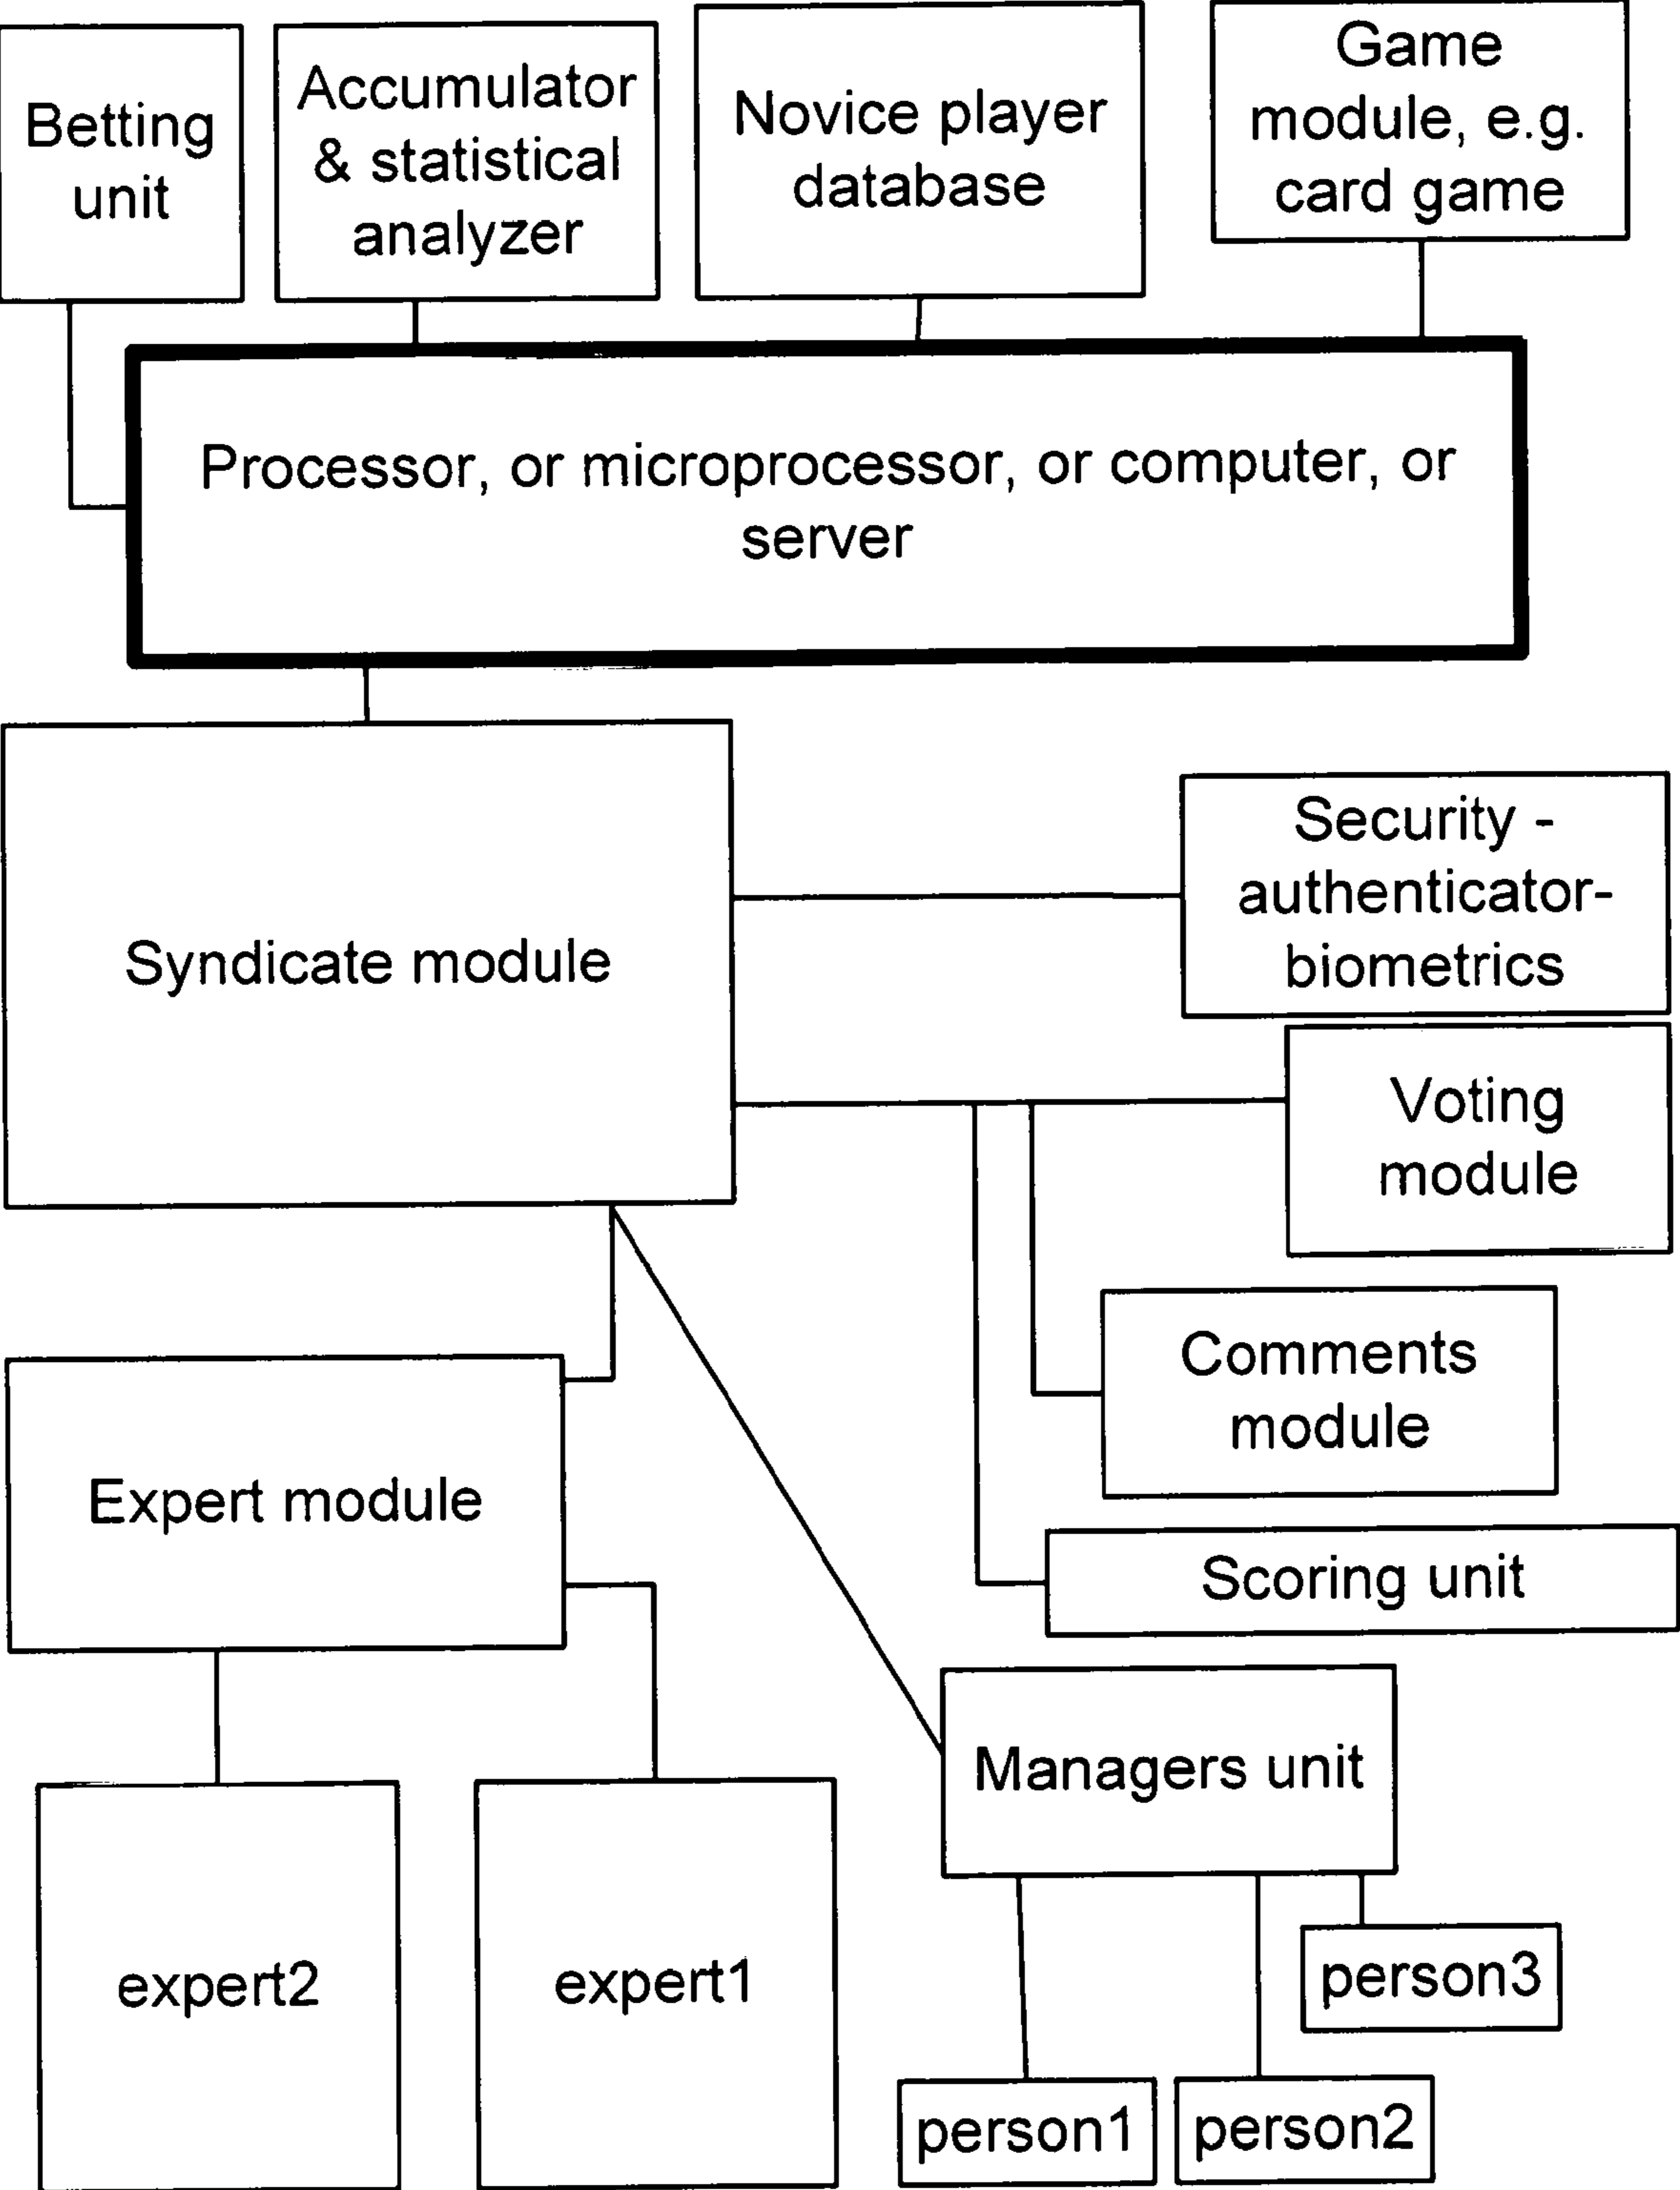 Betting
unit
Accumulator
& statistical
analyzer
Novice player
database
Game
module, e.g.
card game
Processor, or microprocessor, or computer, or
server
Syndicate module
Security -
authenticator-
biometrics
Voting
module
Comments
module
Expert module
Scoring unit
Managers unit
expert2
expert1
person3
person1
person2